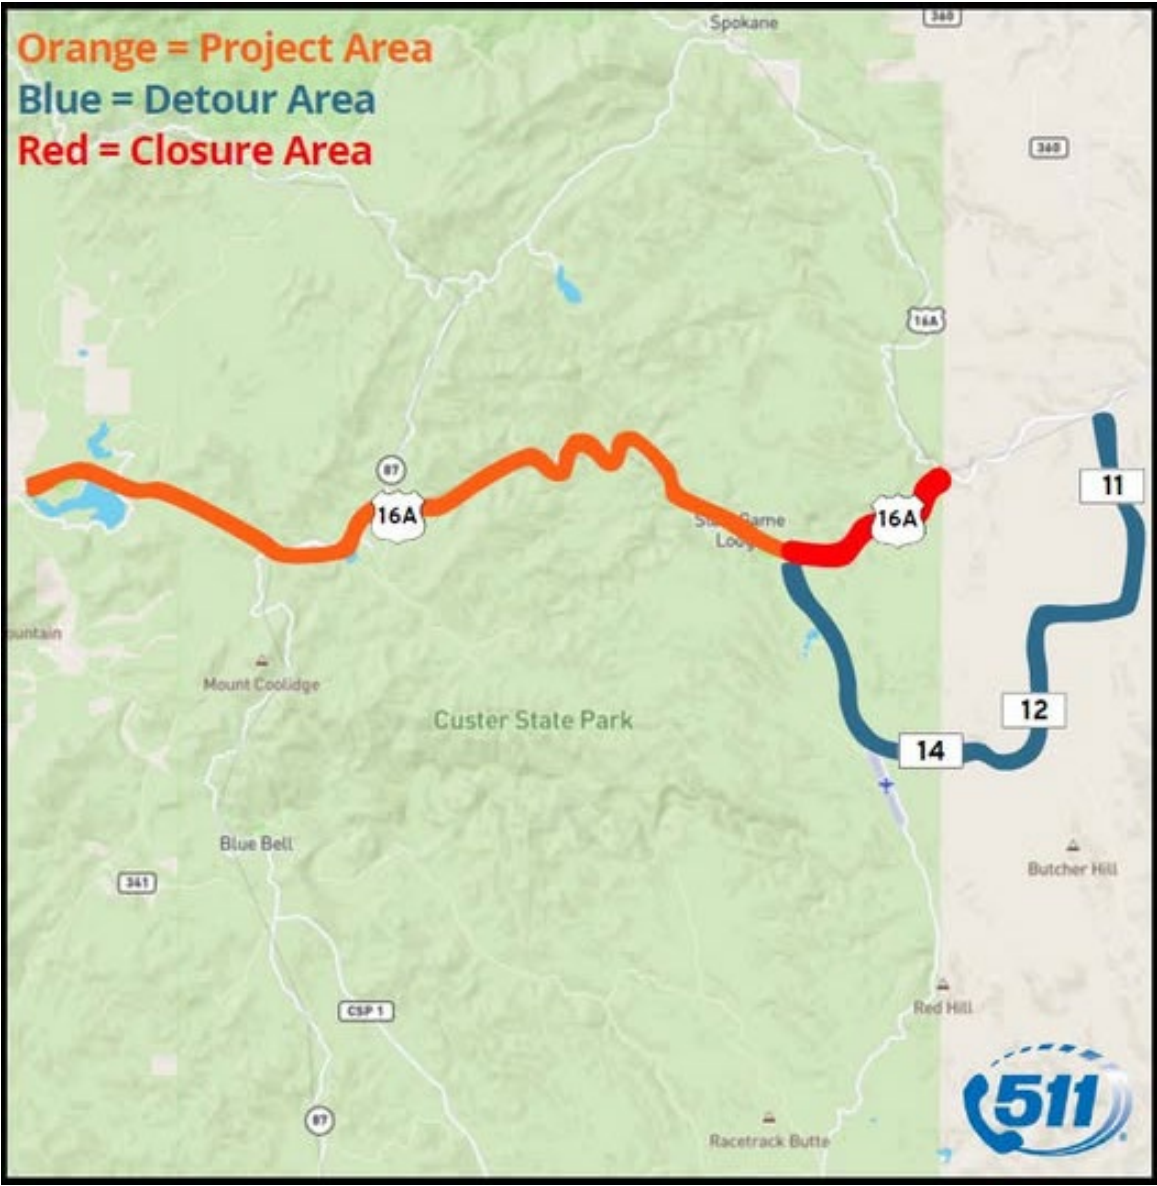 Orange = Project Area
Blue = Detour Area
Red = Closure Area
Spokane
360
360
16A
87
16A
16A
11
12
14
Mount Coolidge
Custer State Park
Blue Bell
341
CSP 1
87
Butcher Hill
Red Hill
Racetrack Butte
511